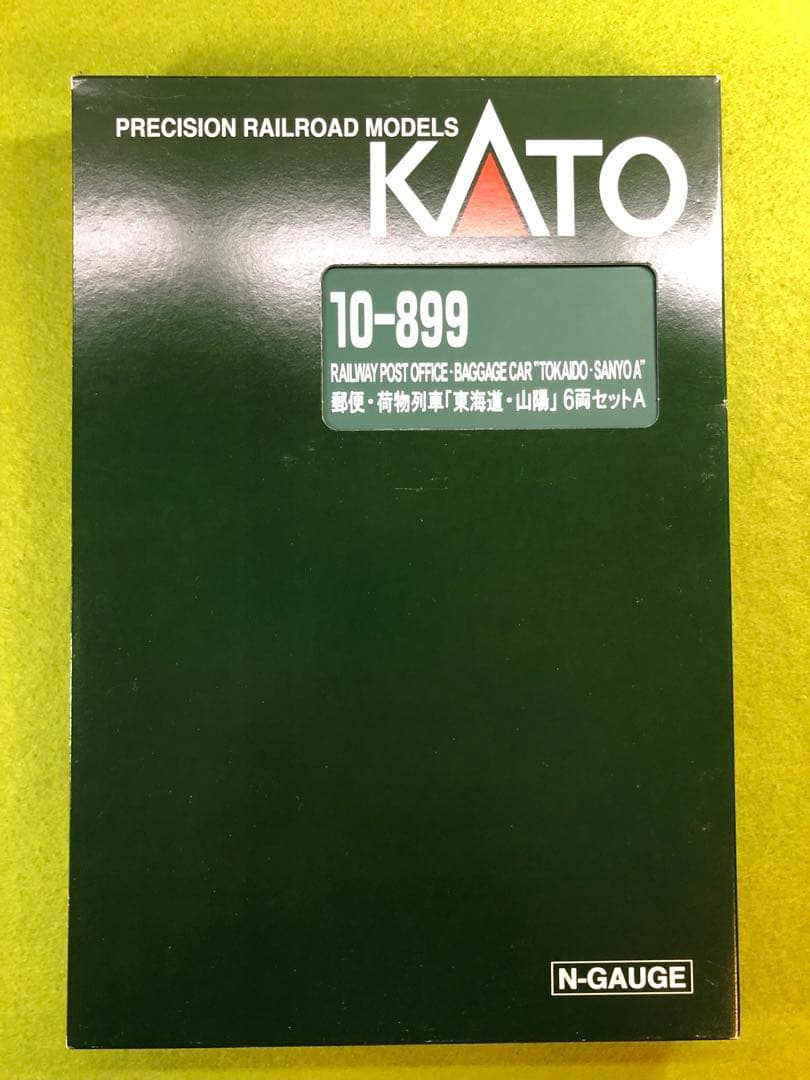 PRECISION RAILROAD MODELS
KATO
10-899
RAILWAY POST OFFICE·BAGGAGE CAR "TOKAIDO·SANYO A"
郵便・荷物列車「東海道・山陽」6両セットA
N-GAUGE